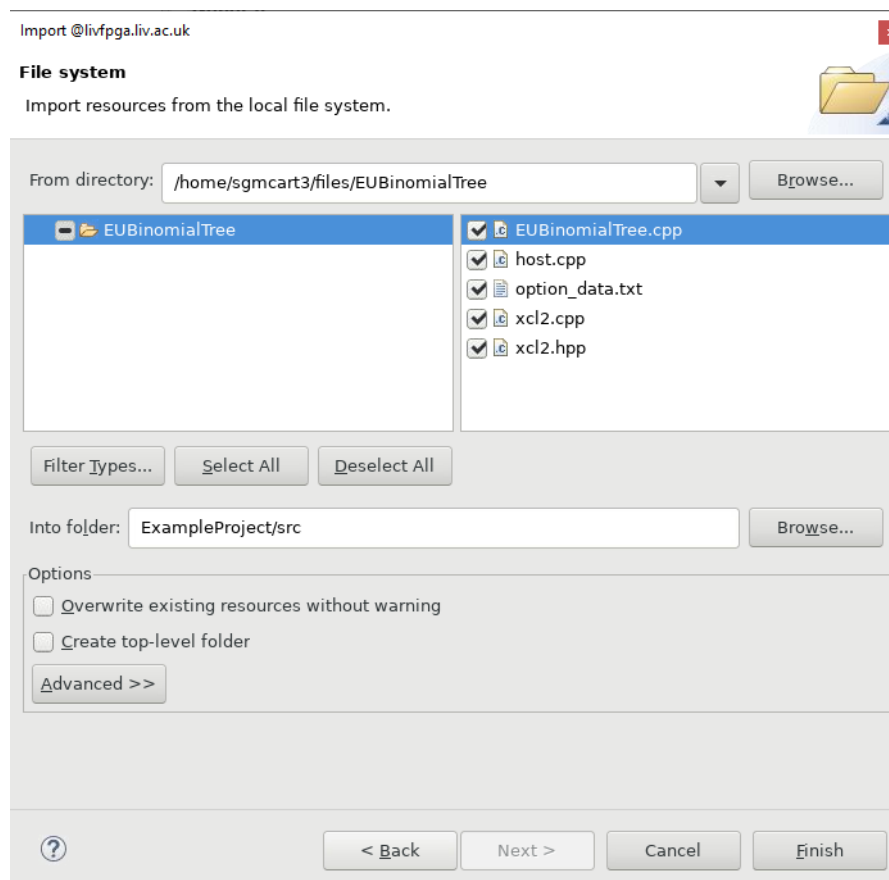 Import @livfpga.liv.ac.uk
File system
Import resources from the local file system.
From directory: /home/sgmcart3/files/EUBinomialTree Browse...
EUBinomialTree
EUBinomialTree.cpp
host.cpp
option_data.txt
xcl2.cpp
xcl2.hpp
Filter Types... Select All Deselect All
Into folder: ExampleProject/src Browse...
Options
Overwrite existing resources without warning
Create top-level folder
Advanced >>
? < Back Next > Cancel Finish